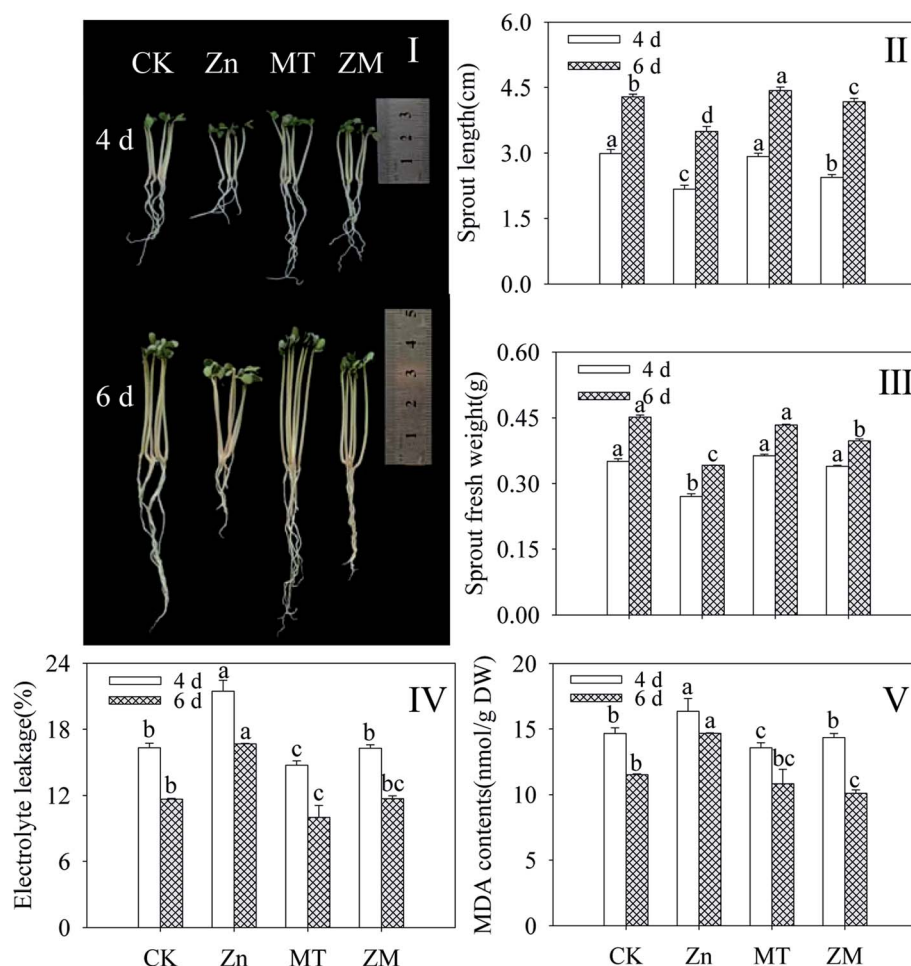 CK Zn MT ZM I
4 d
3
2
1
6 d
5
4
3
2
1
II
4 d
6 d
Sprout length(cm)
6.0
4.5
3.0
1.5
0.0
a b c d a a b c
III
4 d
6 d
Sprout fresh weight(g)
0.60
0.45
0.30
0.15
0.00
a a b c a a a b
IV
4 d
6 d
Electrolyte leakage(%)
24
18
12
6
0
b b a a c c b bc
CK Zn MT ZM
V
4 d
6 d
MDA contents(nmol/g DW)
20
15
10
5
0
b b a a c bc b c
CK Zn MT ZM